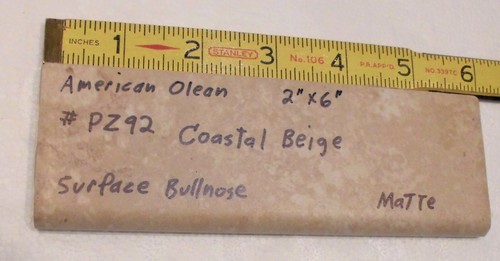 INCHES 1 2 STANLEY 3 No. 106 4 5 6
American Olean 2" x 6"
# PZ92 Coastal Beige
Surface Bullnose
Matte